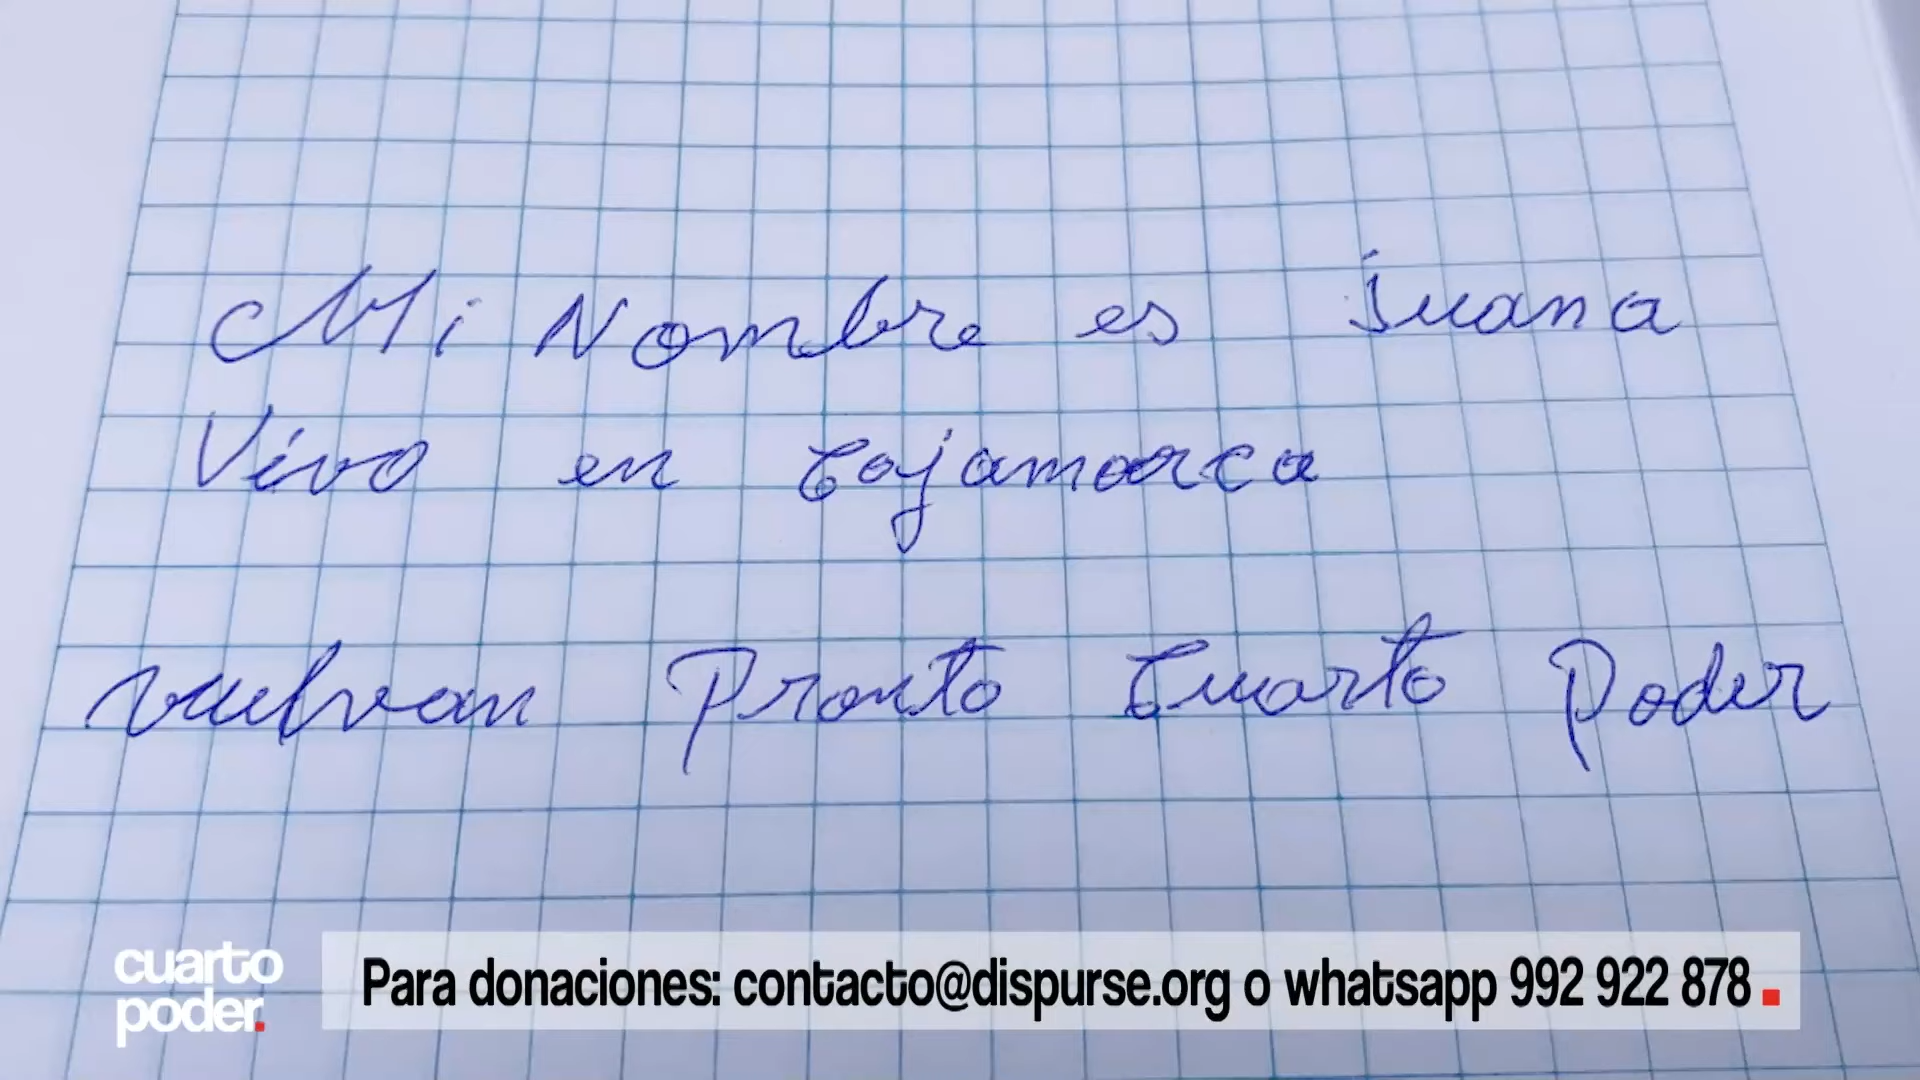 Mi Nombre es juana
Vivo en Cajamarca
vuelvan Pronto Cuarto Poder
cuarto
poder.
Para donaciones: contacto@dispurse.org o whatsapp 992 922 878